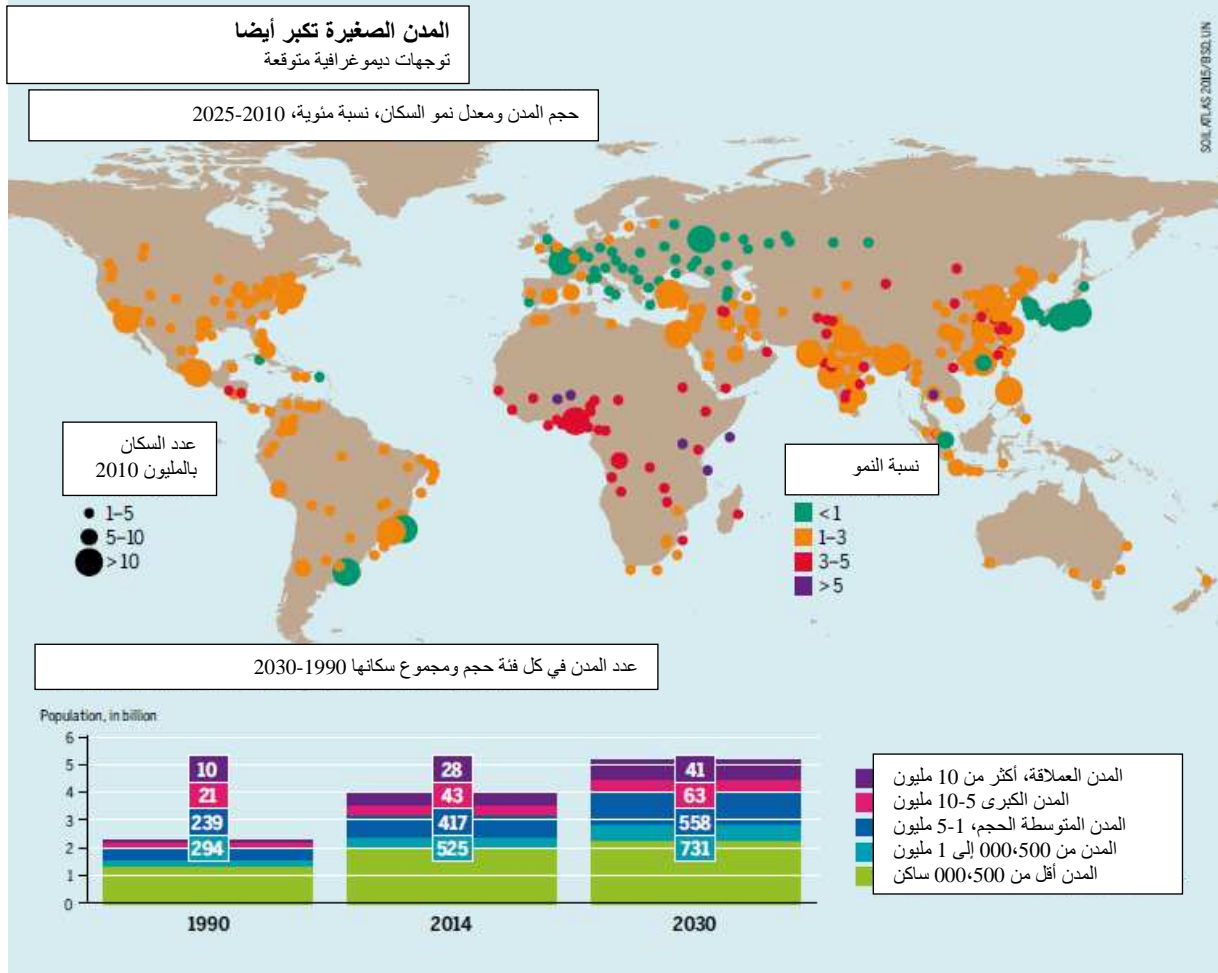 المدن الصغيرة تكبر أيضا
توجهات ديموغرافية متوقعة
حجم المدن ومعدل نمو السكان، نسبة مئوية، 2010-2025
SOIL ATLAS 2015/BSD, UN
عدد السكان
بالمليون 2010
1–5
5–10
>10
نسبة النمو
<1
1–3
3–5
>5
عدد المدن في كل فئة حجم ومجموع سكانها 1990-2030
Population, in billion
6
5
4
3
2
1
0
10
21
239
294
1990
28
43
417
525
2014
41
63
558
731
2030
المدن العملاقة، أكثر من 10 مليون
المدن الكبرى 5-10 مليون
المدن المتوسطة الحجم، 1-5 مليون
المدن من 500،000 إلى 1 مليون
المدن أقل من 500،000 ساكن